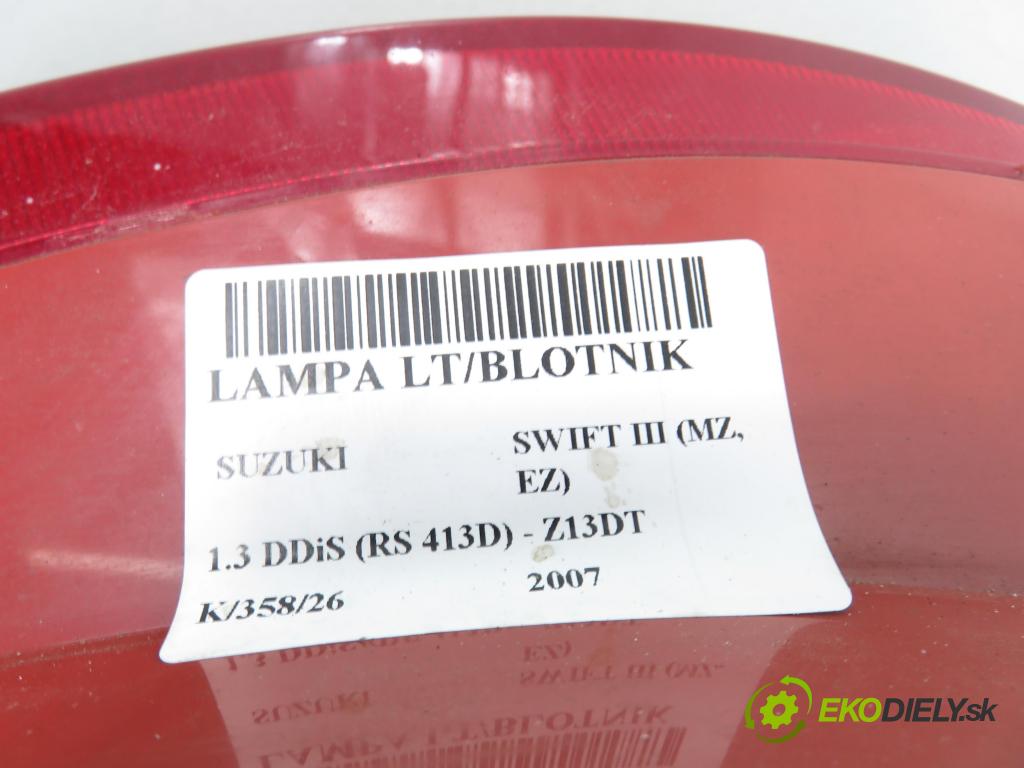 LAMPA LT/BLOTNIK
SUZUKI
SWIFT III (MZ,
EZ)
1.3 DDiS (RS 413D) - Z13DT
K/358/26
2007
EKODIELY.sk